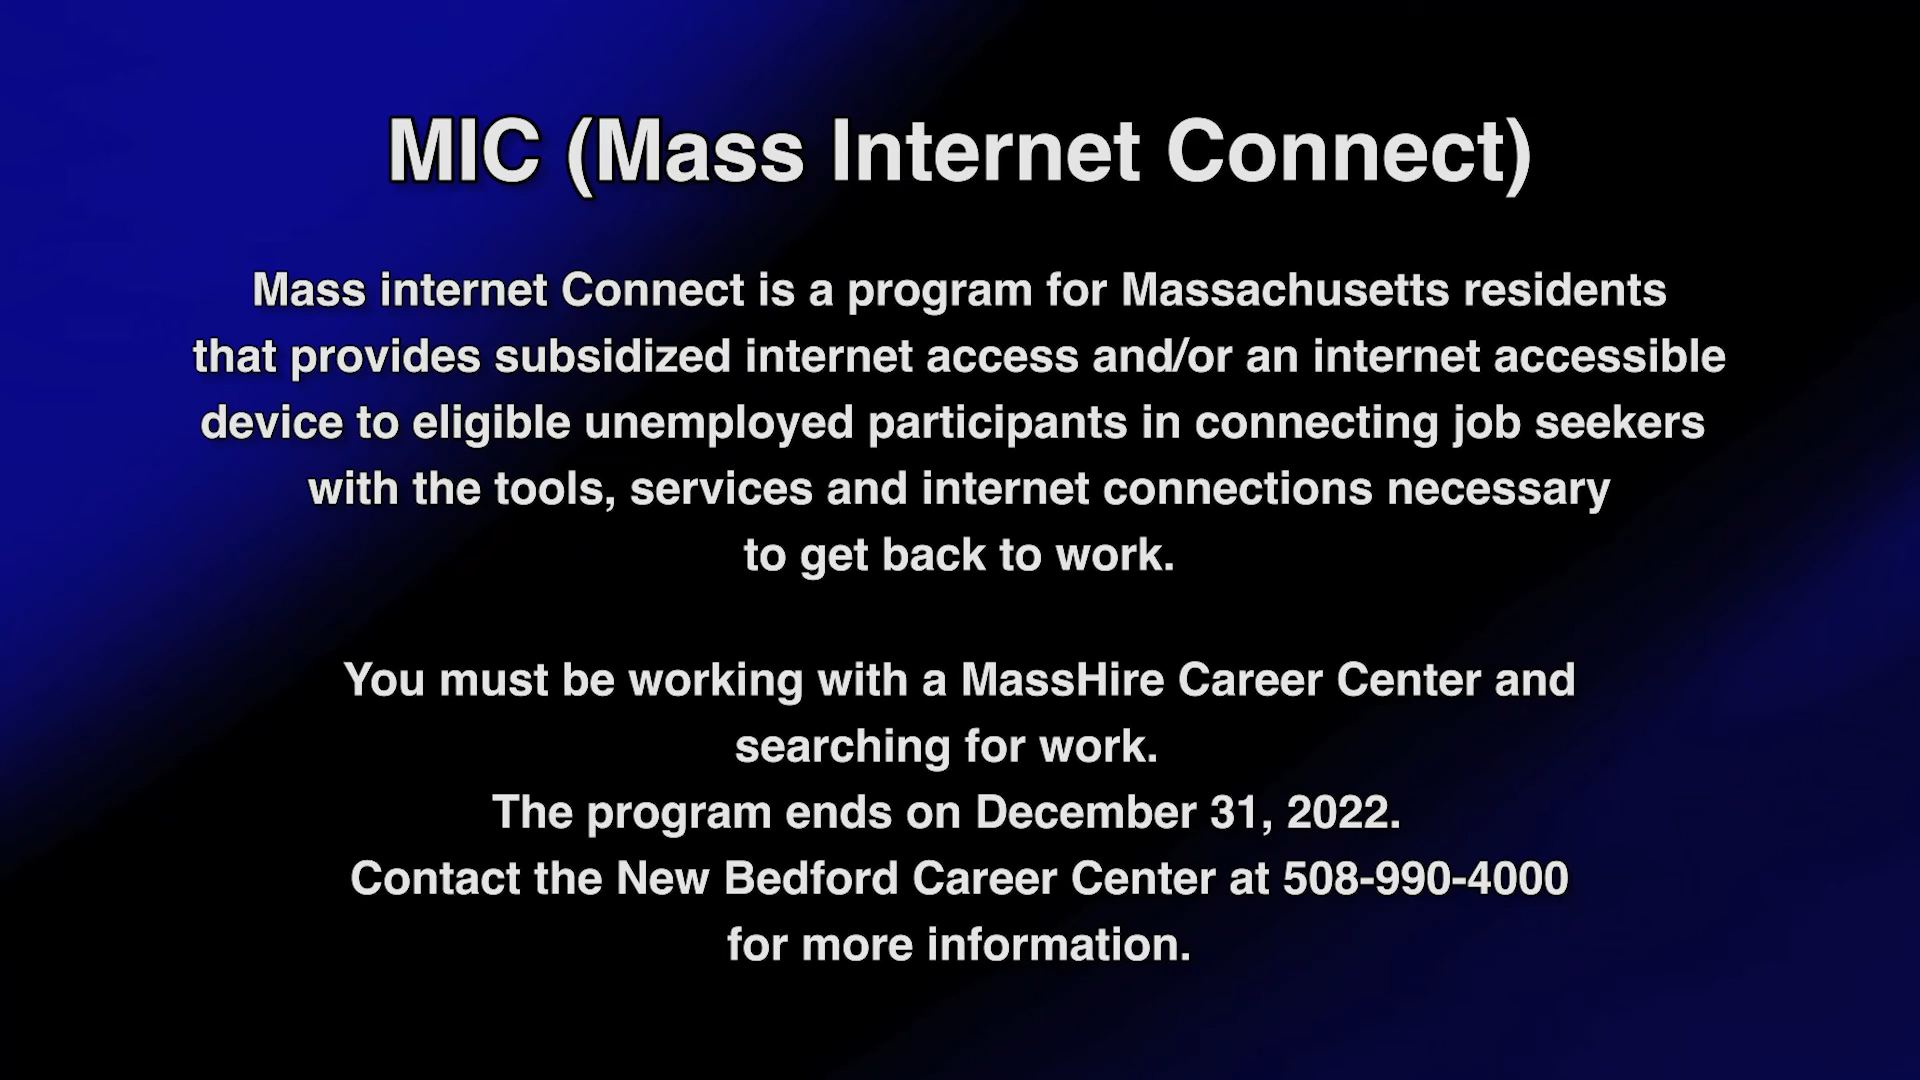 MIC (Mass Internet Connect)
Mass internet Connect is a program for Massachusetts residents
that provides subsidized internet access and/or an internet accessible
device to eligible unemployed participants in connecting job seekers
with the tools, services and internet connections necessary
to get back to work.
You must be working with a MassHire Career Center and
searching for work.
The program ends on December 31, 2022.
Contact the New Bedford Career Center at 508-990-4000
for more information.